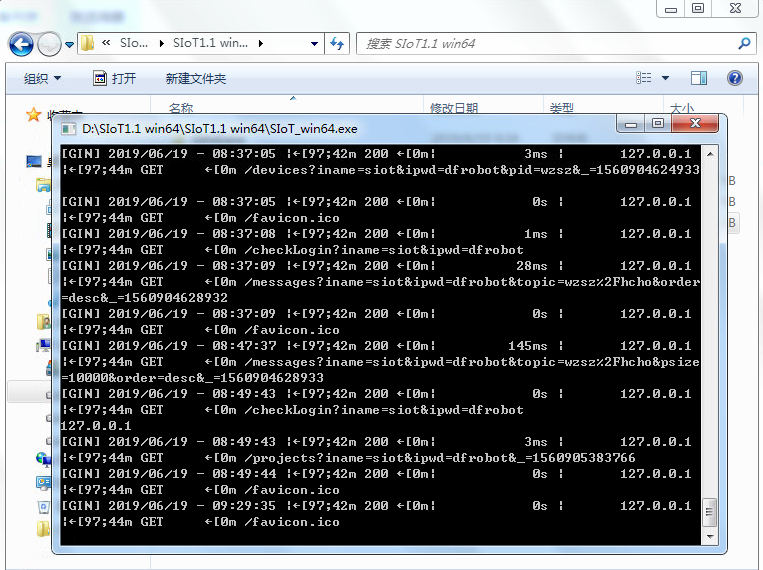 « SIo... ▸ SIoT1.1 win... ▸
搜索 SIoT1.1 win64
组织 打开 新建文件夹
名称 修改日期 类型 大小
D:\SIoT1.1 win64\SIoT1.1 win64\SIoT_win64.exe
[GIN] 2019/06/19 - 08:37:05 |←[97;42m 200 ←[0m| 3ms | 127.0.0.1
|←[97;44m GET ←[0m /devices?iname=siot&ipwd=dfrobot&pid=wzsz&_=1560904624933
[GIN] 2019/06/19 - 08:37:05 |←[97;42m 200 ←[0m| 0s | 127.0.0.1
|←[97;44m GET ←[0m /favicon.ico
[GIN] 2019/06/19 - 08:37:08 |←[97;42m 200 ←[0m| 1ms | 127.0.0.1
|←[97;44m GET ←[0m /checkLogin?iname=siot&ipwd=dfrobot
[GIN] 2019/06/19 - 08:37:09 |←[97;42m 200 ←[0m| 28ms | 127.0.0.1
|←[97;44m GET ←[0m /messages?iname=siot&ipwd=dfrobot&topic=wzsz%2Fhcho&order
=desc&_=1560904628932
[GIN] 2019/06/19 - 08:37:09 |←[97;42m 200 ←[0m| 0s | 127.0.0.1
|←[97;44m GET ←[0m /favicon.ico
[GIN] 2019/06/19 - 08:47:37 |←[97;42m 200 ←[0m| 145ms | 127.0.0.1
|←[97;44m GET ←[0m /messages?iname=siot&ipwd=dfrobot&topic=wzsz%2Fhcho&psize
=10000&order=desc&_=1560904628933
[GIN] 2019/06/19 - 08:49:43 |←[97;42m 200 ←[0m| 0s | 127.0.0.1
|←[97;44m GET ←[0m /checkLogin?iname=siot&ipwd=dfrobot
127.0.0.1
[GIN] 2019/06/19 - 08:49:43 |←[97;42m 200 ←[0m| 3ms | 127.0.0.1
|←[97;44m GET ←[0m /projects?iname=siot&ipwd=dfrobot&_=1560905383766
[GIN] 2019/06/19 - 08:49:44 |←[97;42m 200 ←[0m| 0s | 127.0.0.1
|←[97;44m GET ←[0m /favicon.ico
[GIN] 2019/06/19 - 09:29:35 |←[97;42m 200 ←[0m| 0s | 127.0.0.1
|←[97;44m GET ←[0m /favicon.ico